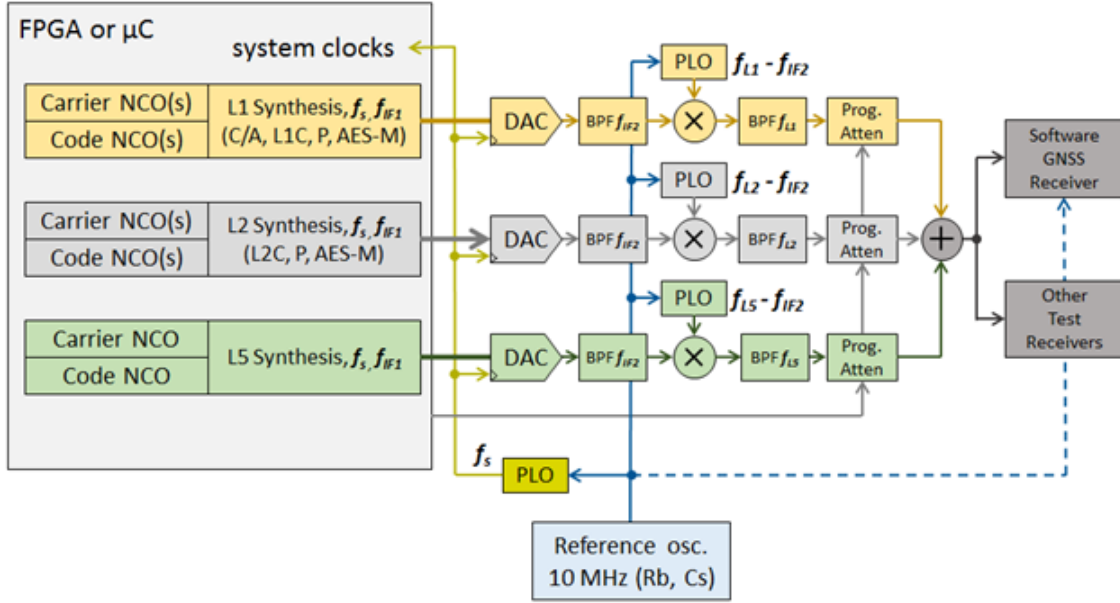 FPGA or µC
system clocks
Carrier NCO(s)
Code NCO(s)
L1 Synthesis, fs, fIF1
(C/A, L1C, P, AES-M)
DAC
BPF fIF2
PLO
fL1 - fIF2
×
BPF fL1
Prog.
Atten
Carrier NCO(s)
Code NCO(s)
L2 Synthesis, fs, fIF1
(L2C, P, AES-M)
DAC
BPF fIF2
PLO
fL2 - fIF2
×
BPF fL2
Prog.
Atten
Carrier NCO
Code NCO
L5 Synthesis, fs, fIF1
DAC
BPF fIF2
PLO
fL5 - fIF2
×
BPF fL5
Prog.
Atten
+
Software
GNSS
Receiver
Other
Test
Receivers
fs
PLO
Reference osc.
10 MHz (Rb, Cs)